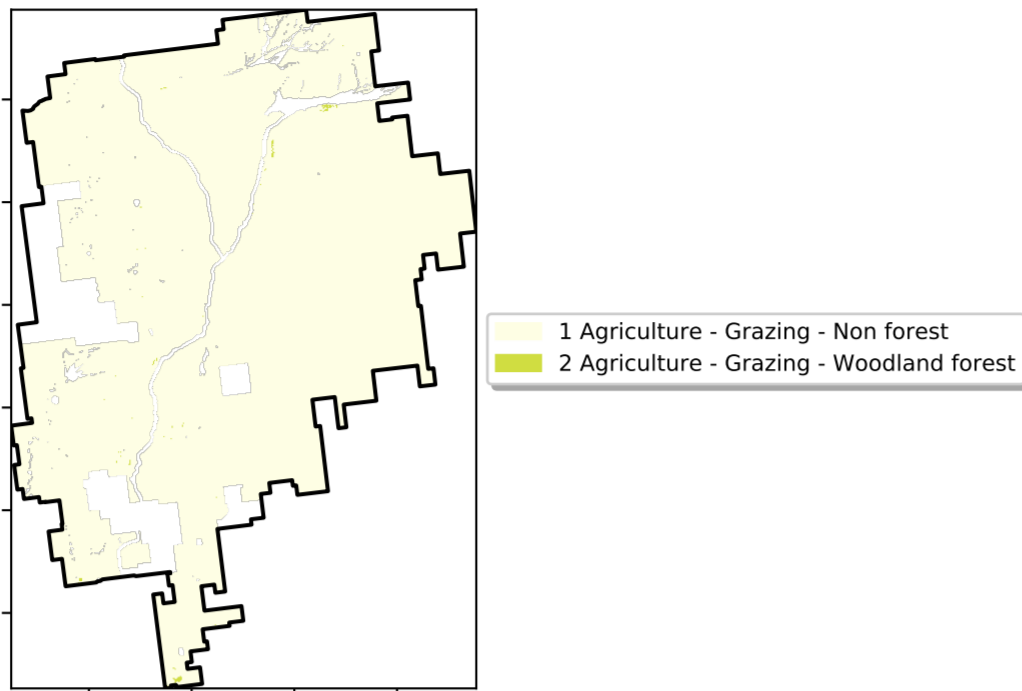 1 Agriculture - Grazing - Non forest
2 Agriculture - Grazing - Woodland forest